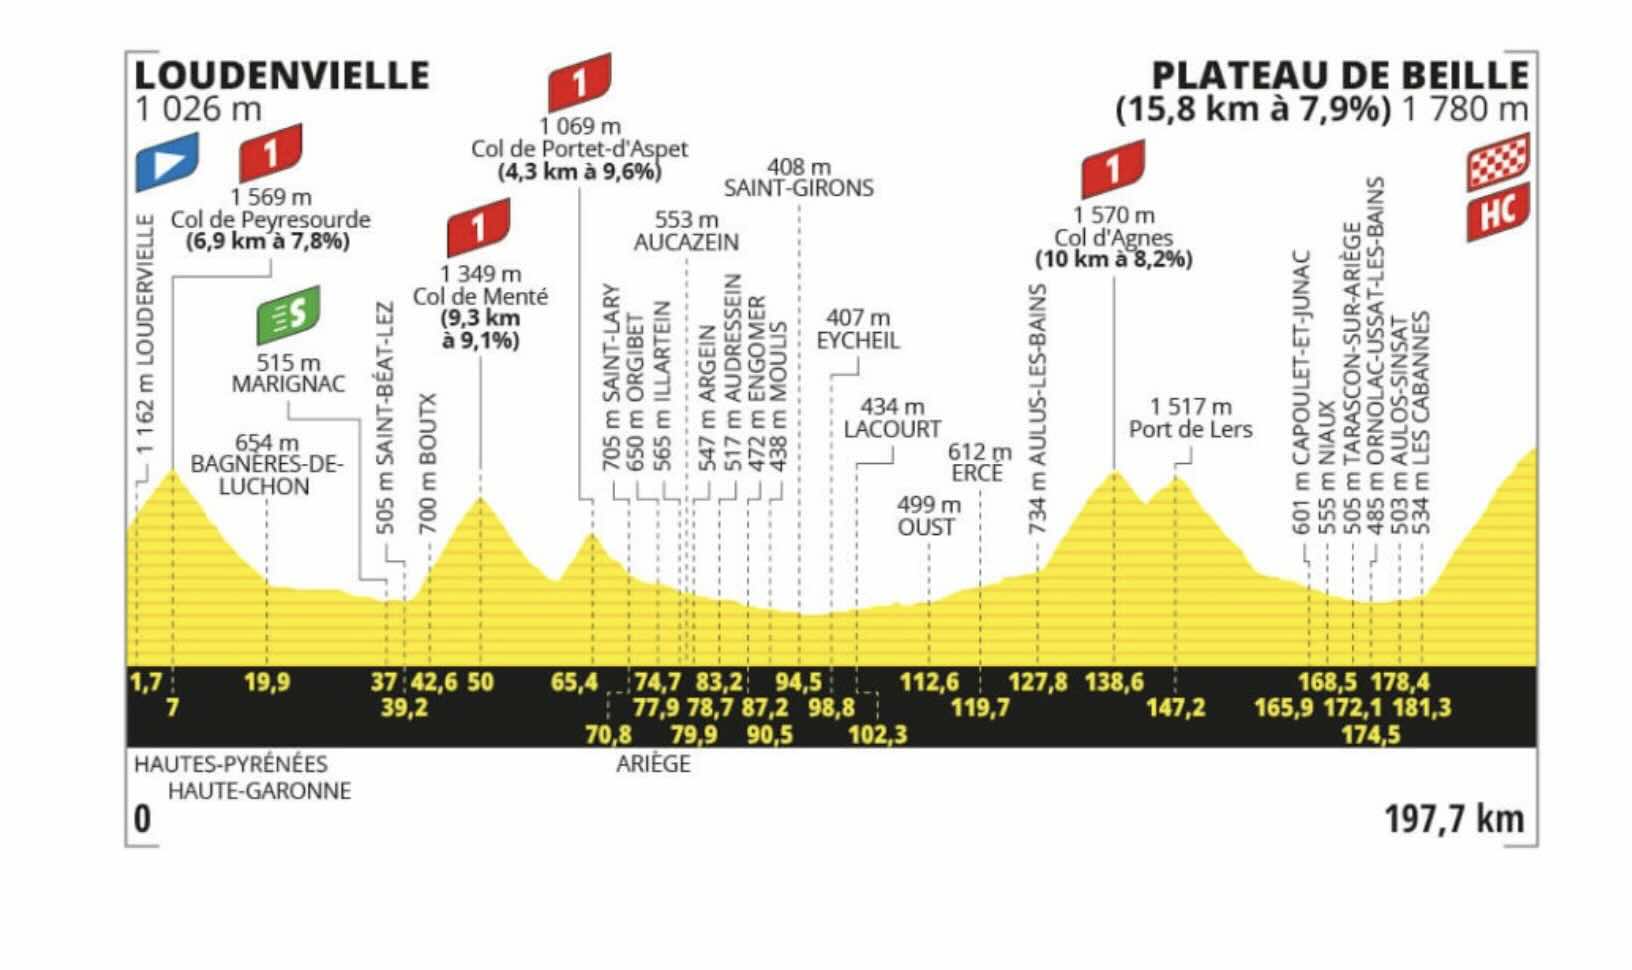 LOUDENVIELLE
1 026 m
1
1 569 m
Col de Peyresourde
(6,9 km à 7,8%)
1 162 m LOUDERVIELLE
S
515 m
MARIGNAC
654 m
BAGNÈRES-DE-
LUCHON
505 m SAINT-BÉAT-LEZ
700 m BOUTX
1
1 349 m
Col de Menté
(9,3 km
à 9,1%)
1
1 069 m
Col de Portet-d'Aspet
(4,3 km à 9,6%)
705 m SAINT-LARY
650 m ORGIBET
565 m ILLARTEIN
553 m
AUCAZEIN
547 m ARGEIN
517 m AUDRESSEIN
472 m ENGOMER
438 m MOULIS
408 m
SAINT-GIRONS
407 m
EYCHEIL
434 m
LACOURT
499 m
OUST
612 m
ERCÉ
734 m AULUS-LES-BAINS
1
1 570 m
Col d'Agnes
(10 km à 8,2%)
1 517 m
Port de Lers
601 m CAPOULET-ET-JUNAC
555 m NIAUX
505 m TARASCON-SUR-ARIÈGE
485 m ORNOLAC-USSAT-LES-BAINS
503 m AULOS-SINSAT
534 m LES CABANNES
PLATEAU DE BEILLE
(15,8 km à 7,9%) 1 780 m
HC
1,7 19,9 37 42,6 50 65,4 74,7 83,2 94,5 112,6 127,8 138,6 168,5 178,4
7 39,2 77,9 78,7 87,2 98,8 119,7 147,2 165,9 172,1 181,3
70,8 79,9 90,5 102,3 174,5
HAUTES-PYRÉNÉES ARIÈGE
HAUTE-GARONNE
0 197,7 km